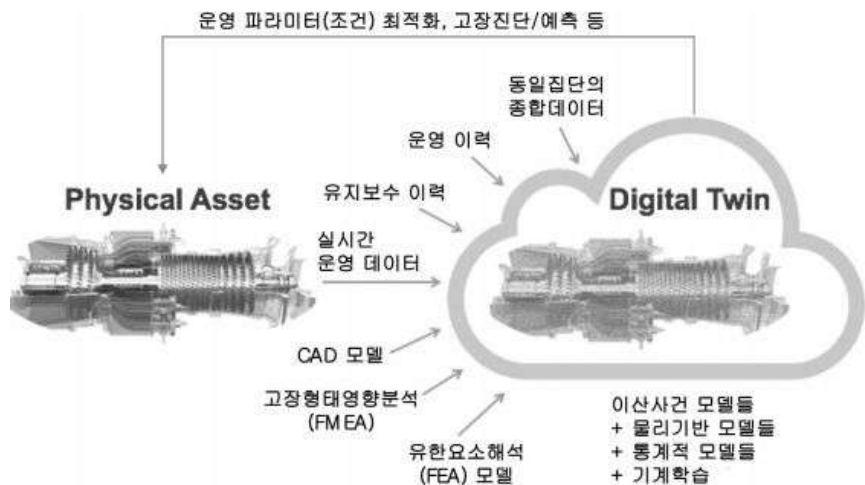 운영 파라미터(조건) 최적화, 고장진단/예측 등
동일집단의
종합데이터
운영 이력
유지보수 이력
Physical Asset
Digital Twin
실시간
운영 데이터
CAD 모델
고장형태영향분석
(FMEA)
유한요소해석
(FEA) 모델
이산사건 모델들
+ 물리기반 모델들
+ 통계적 모델들
+ 기계학습